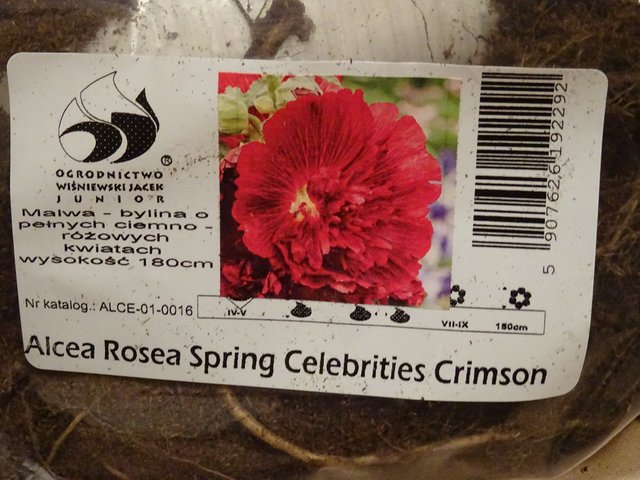 ®
OGRODNICTWO
WIŚNIEWSKI JACEK
JUNIOR
Malwa - bylina o
pełnych ciemno -
różowych
kwiatach
wysokość 180cm
Nr katalog.: ALCE-01-0016
IV-V
VII-IX
180cm
Alcea Rosea Spring Celebrities Crimson
5 907626 192292